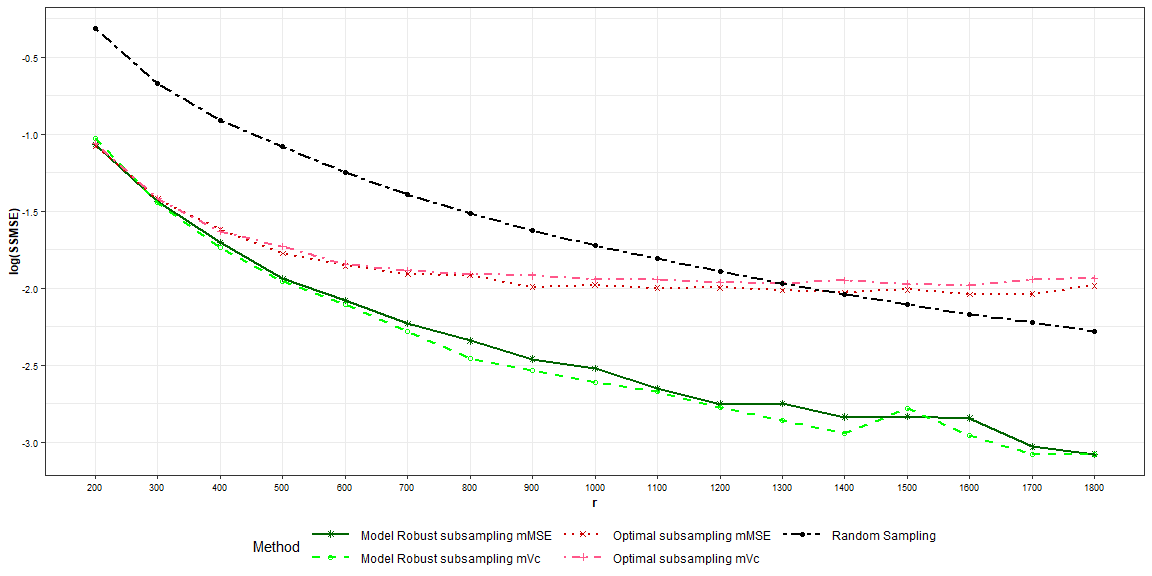 log(SSMSE)
-0.5
-1.0
-1.5
-2.0
-2.5
-3.0
200 300 400 500 600 700 800 900 1000 1100 1200 1300 1400 1500 1600 1700 1800
r
Method
Model Robust subsampling mMSE Optimal subsampling mMSE Random Sampling
Model Robust subsampling mVc Optimal subsampling mVc